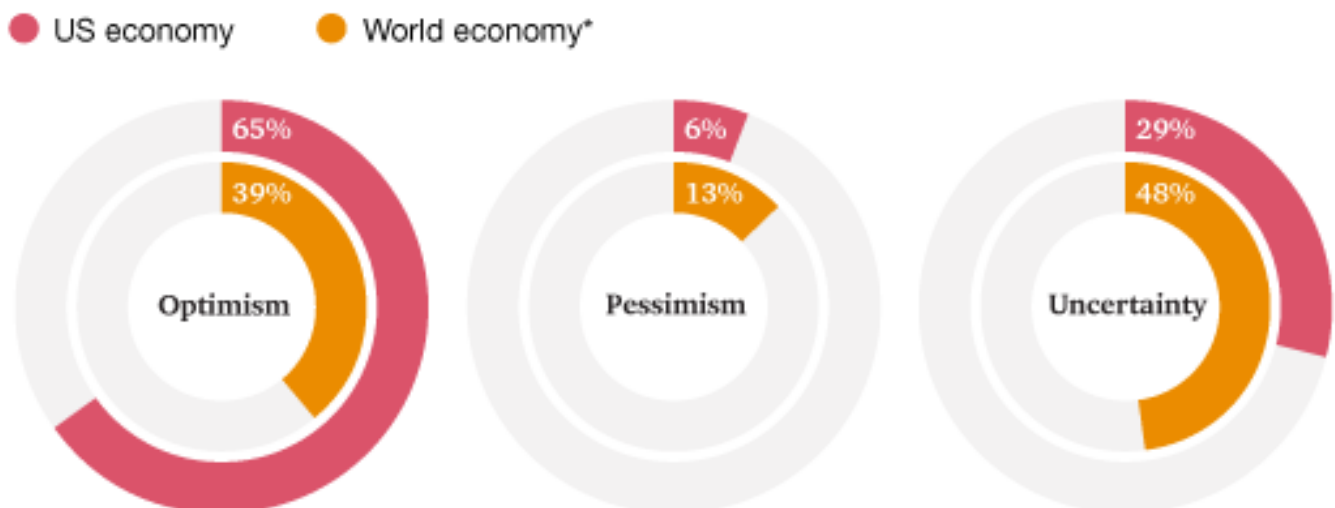 US economy World economy*
65% 6% 29%
39% 13% 48%
Optimism Pessimism Uncertainty